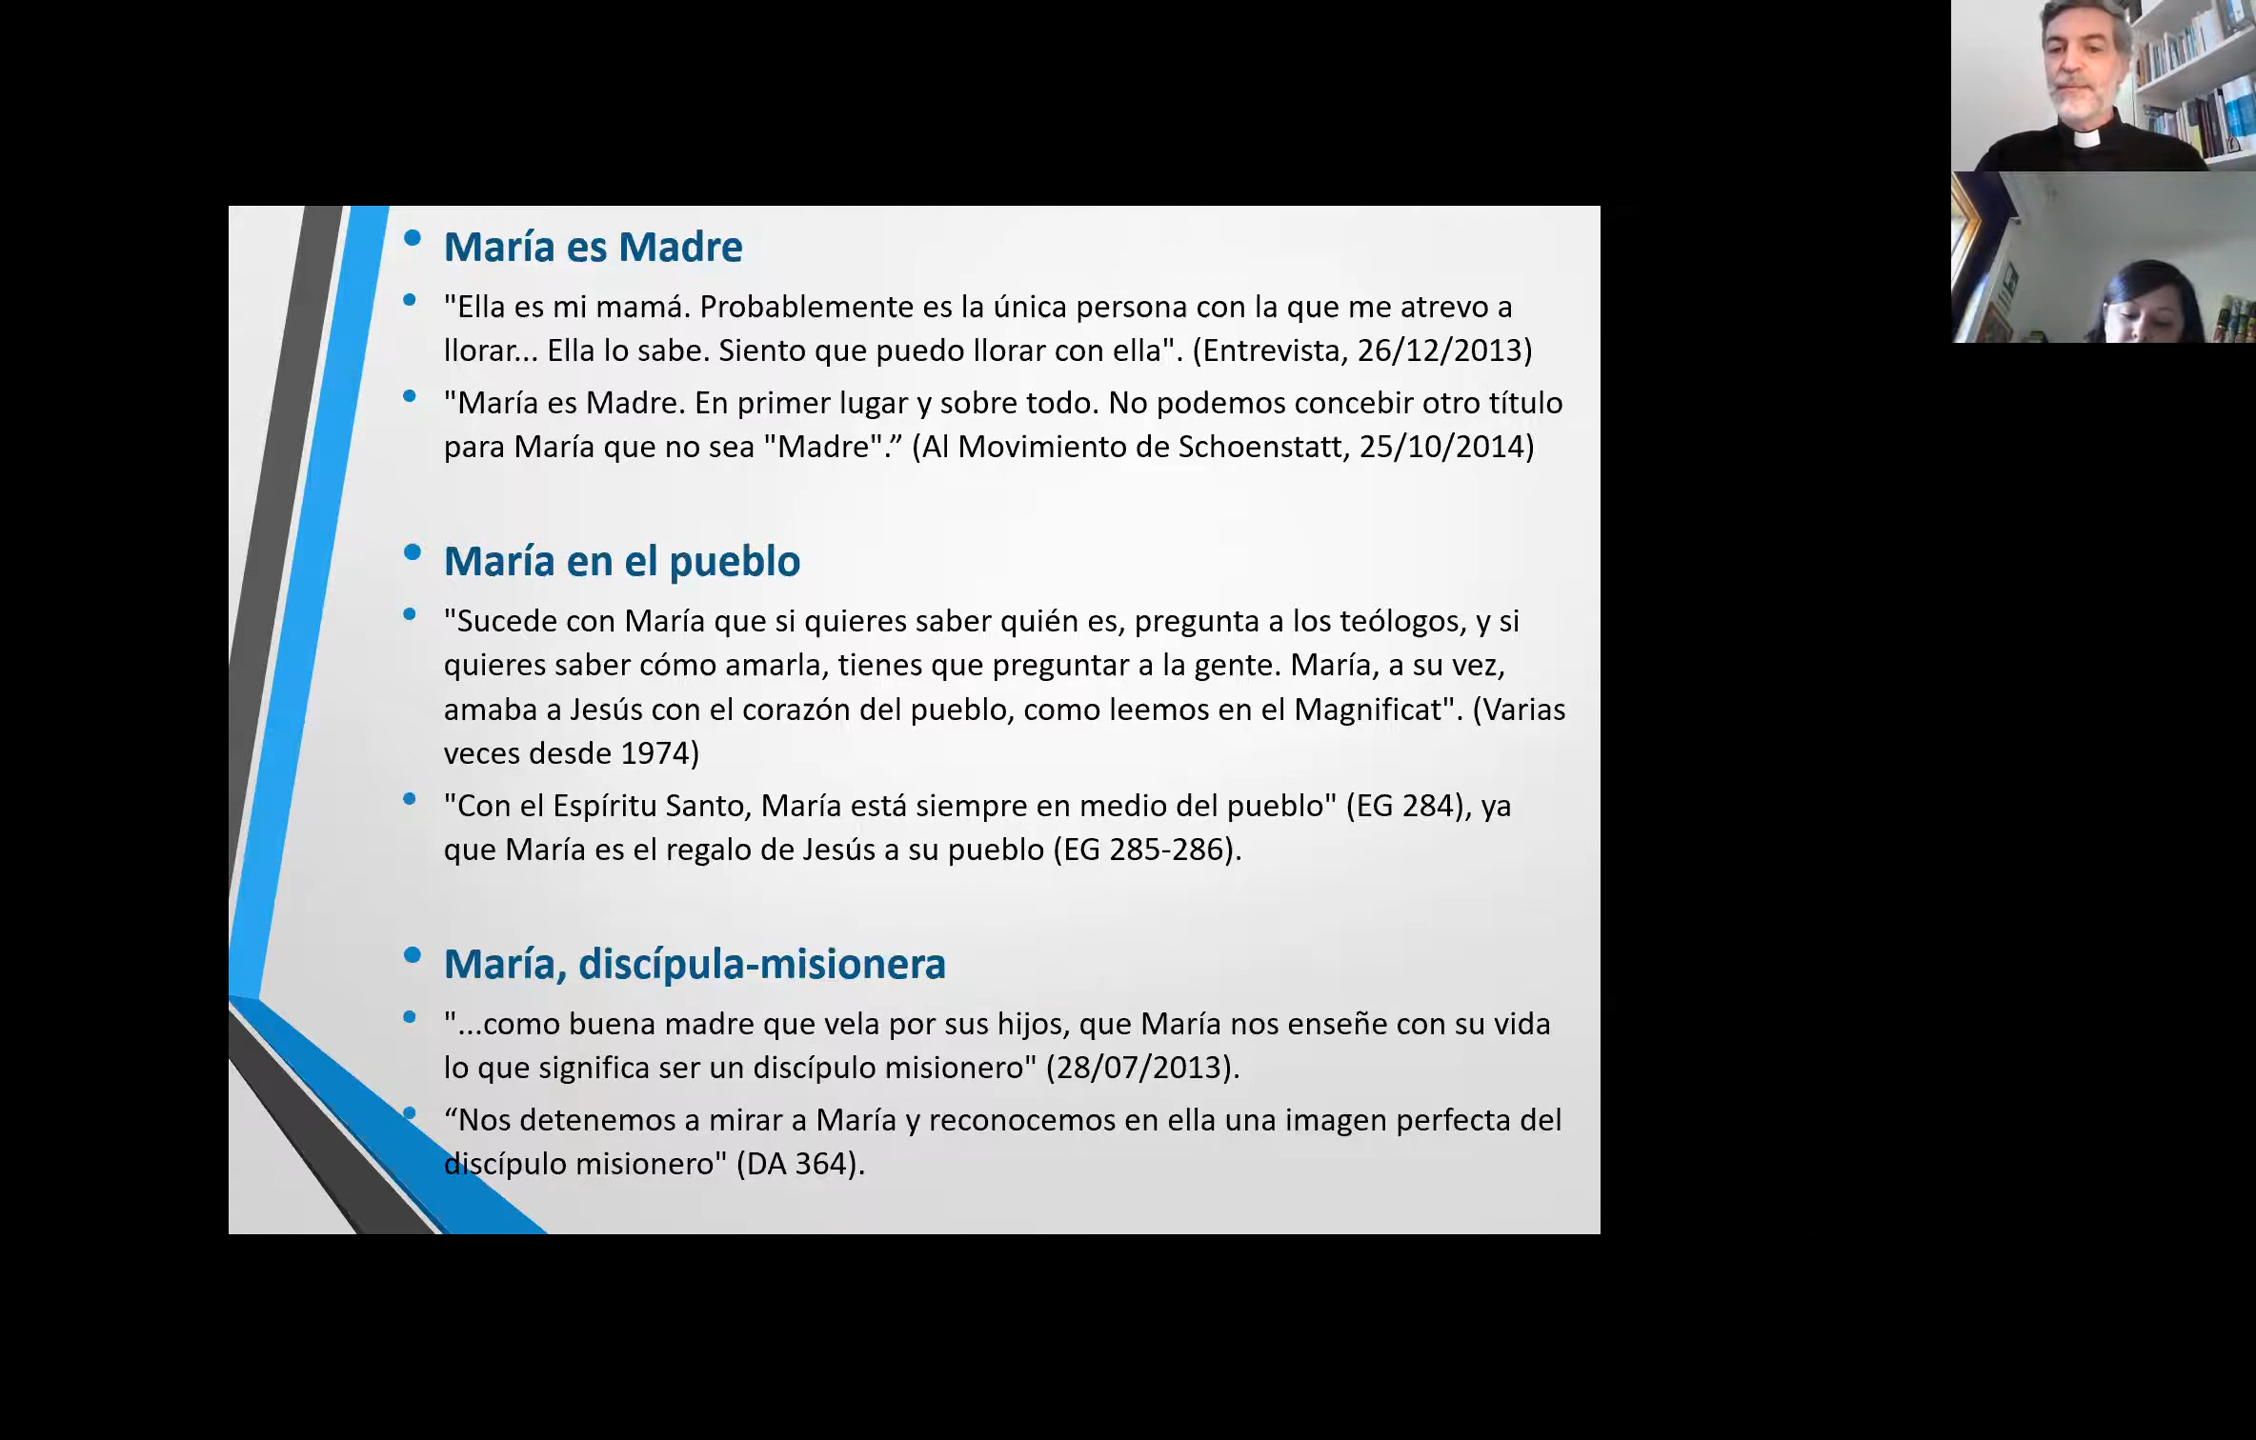 • María es Madre
• "Ella es mi mamá. Probablemente es la única persona con la que me atrevo a
llorar... Ella lo sabe. Siento que puedo llorar con ella". (Entrevista, 26/12/2013)
• "María es Madre. En primer lugar y sobre todo. No podemos concebir otro título
para María que no sea "Madre".” (Al Movimiento de Schoenstatt, 25/10/2014)
• María en el pueblo
• "Sucede con María que si quieres saber quién es, pregunta a los teólogos, y si
quieres saber cómo amarla, tienes que preguntar a la gente. María, a su vez,
amaba a Jesús con el corazón del pueblo, como leemos en el Magnificat". (Varias
veces desde 1974)
• "Con el Espíritu Santo, María está siempre en medio del pueblo" (EG 284), ya
que María es el regalo de Jesús a su pueblo (EG 285-286).
• María, discípula-misionera
• "...como buena madre que vela por sus hijos, que María nos enseñe con su vida
lo que significa ser un discípulo misionero" (28/07/2013).
• “Nos detenemos a mirar a María y reconocemos en ella una imagen perfecta del
discípulo misionero" (DA 364).